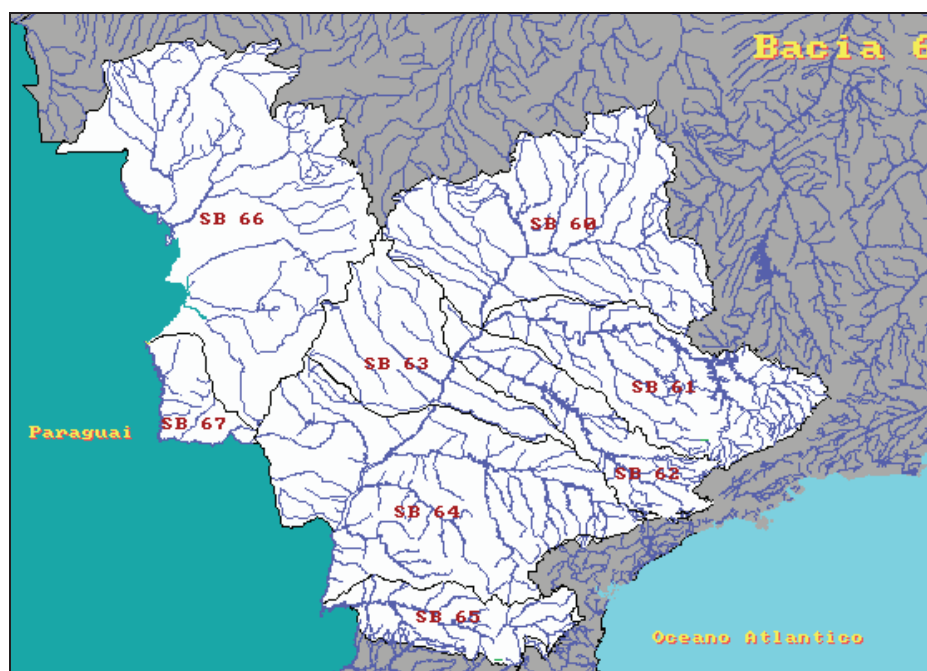 Bacia 6
SB 66
SB 60
SB 63
SB 61
SB 67
Paraguai
SB 62
SB 64
SB 65
Oceano Atlantico